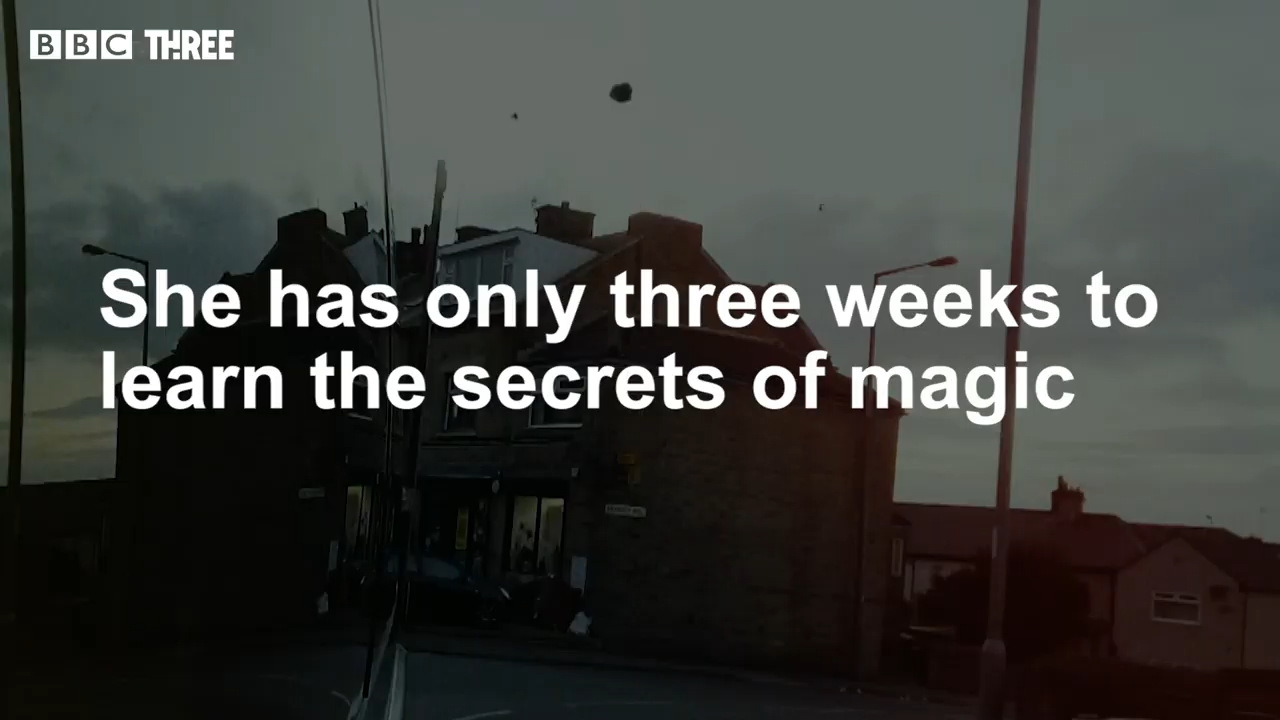 BBC THREE
She has only three weeks to
learn the secrets of magic